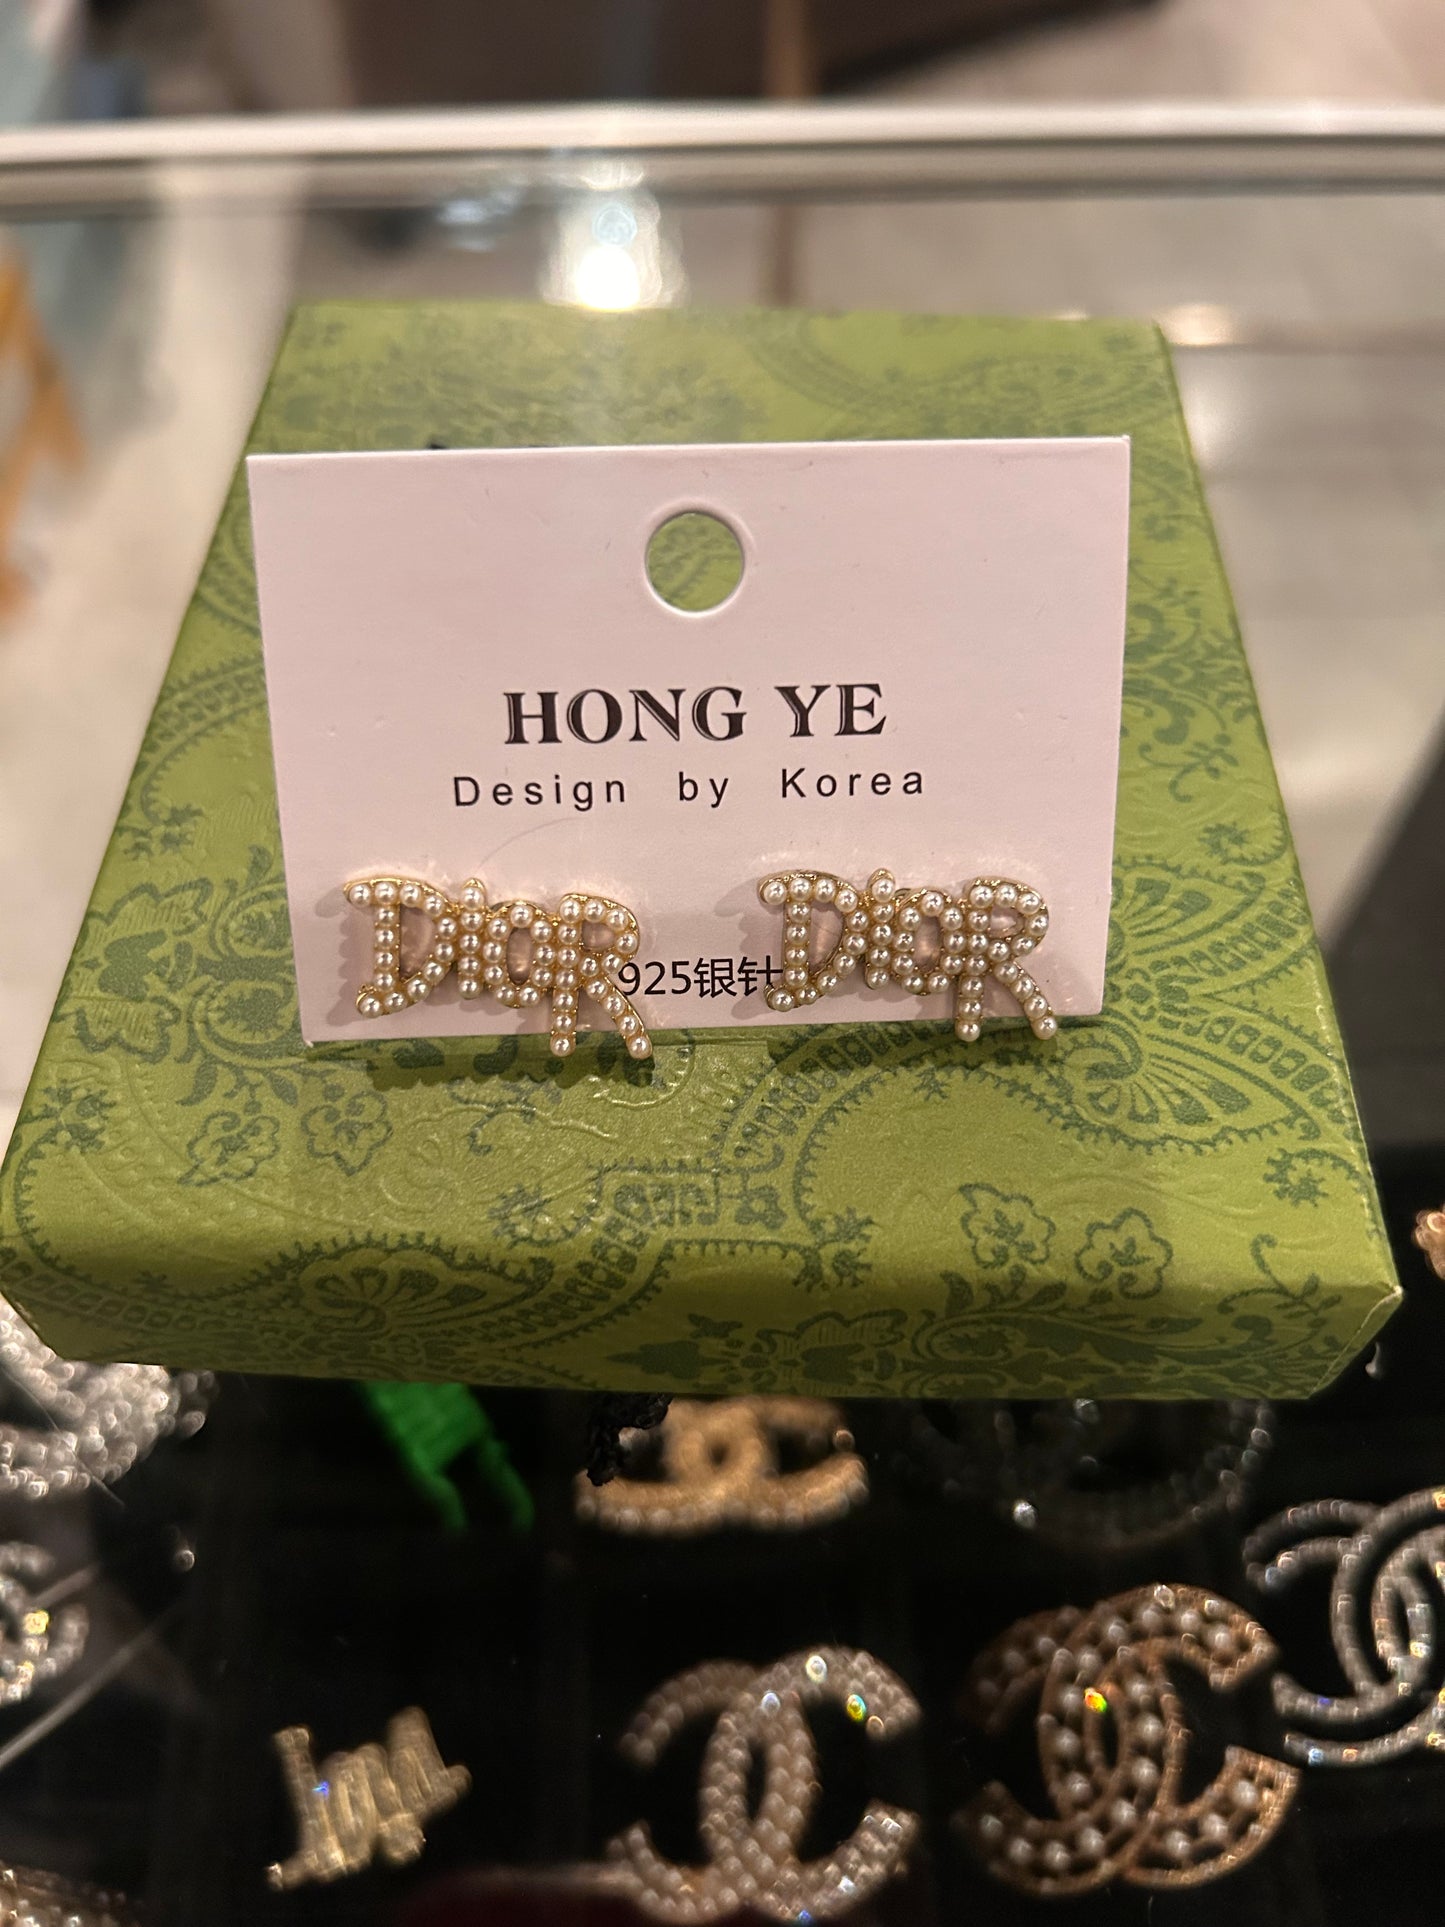 HONG YE
Design by Korea
DiOR DiOR
925银针